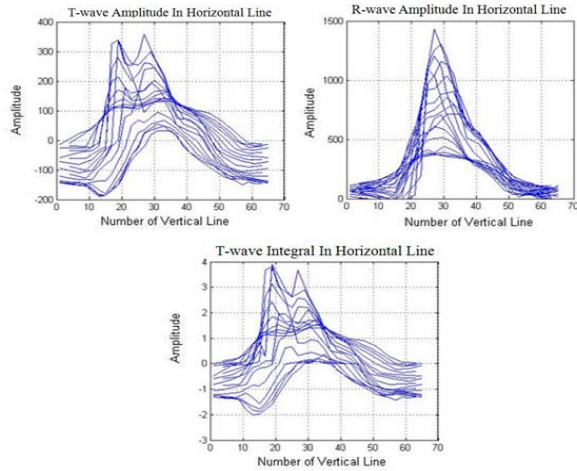 T-wave Amplitude In Horizontal Line
400
300
200
100
0
-100
-200
Amplitude
0 10 20 30 40 50 60 70
Number of Vertical Line
R-wave Amplitude In Horizontal Line
1500
1000
500
0
Amplitude
0 10 20 30 40 50 60 70
Number of Vertical Line
T-wave Integral In Horizontal Line
4
3
2
1
0
-1
-2
-3
Amplitude
0 10 20 30 40 50 60 70
Number of Vertical Line